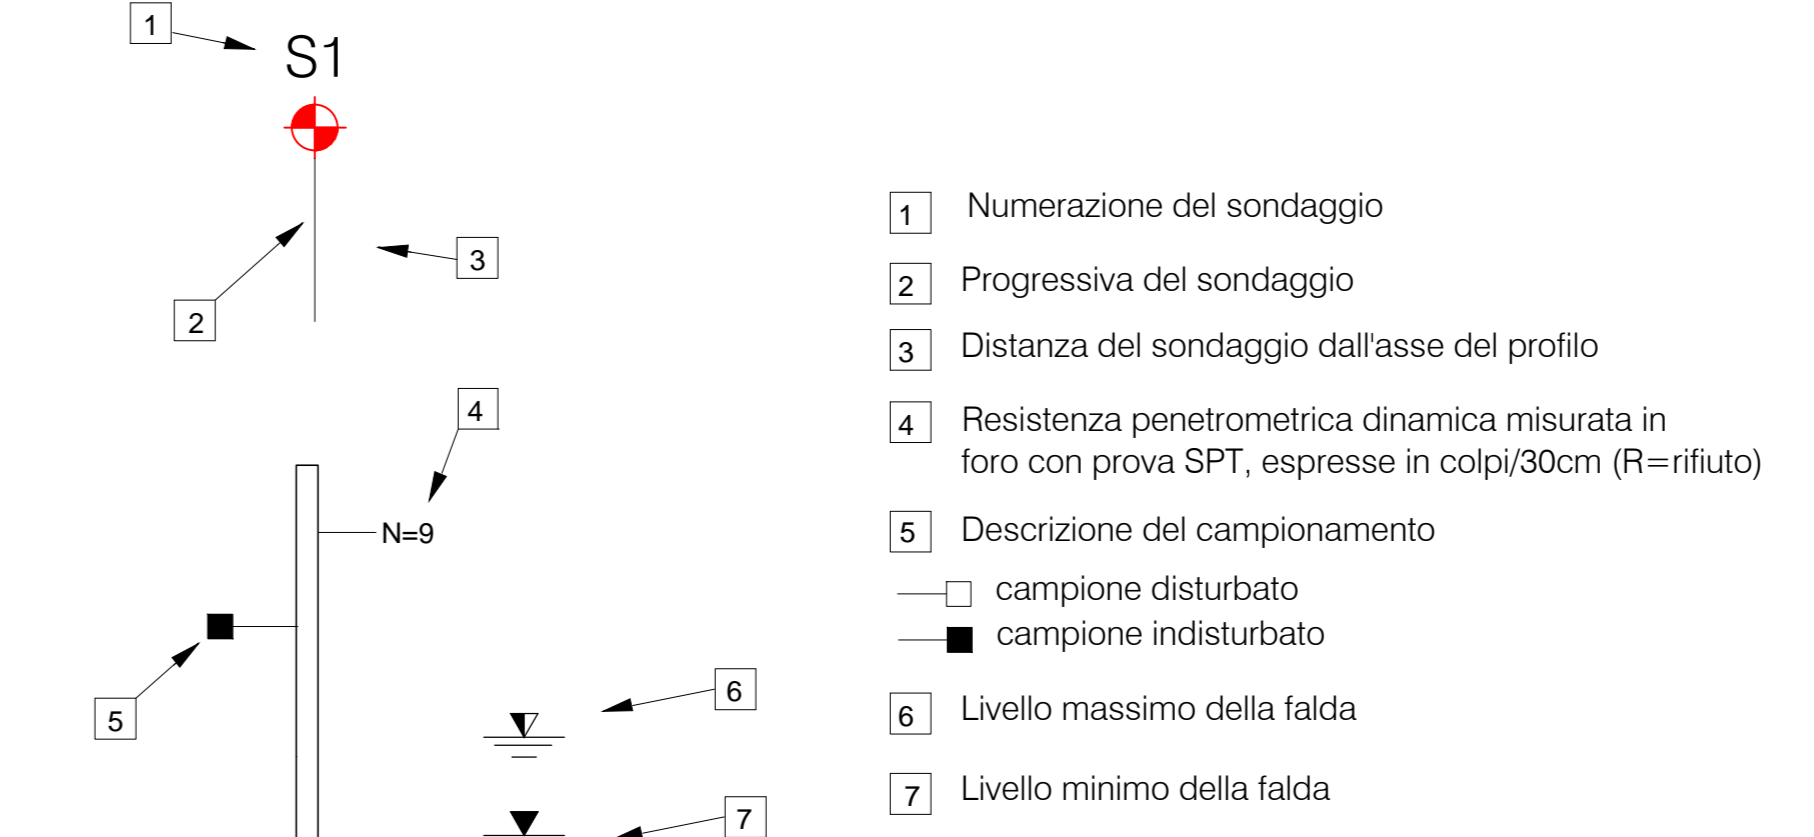 1
S1
3
2
4
N=9
5
6
7
1 Numerazione del sondaggio
2 Progressiva del sondaggio
3 Distanza del sondaggio dall'asse del profilo
4 Resistenza penetrometrica dinamica misurata in
foro con prova SPT, espresse in colpi/30cm (R=rifiuto)
5 Descrizione del campionamento
campione disturbato
campione indisturbato
6 Livello massimo della falda
7 Livello minimo della falda